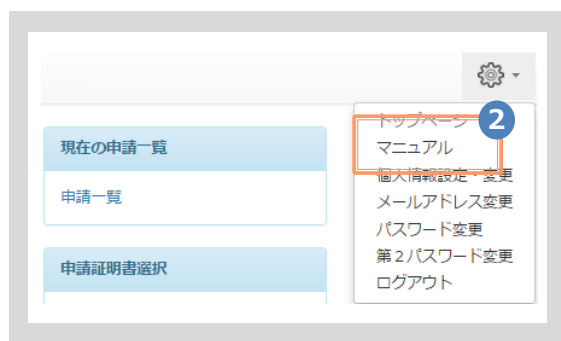 トップページ
2
マニュアル
個人情報設定・変更
メールアドレス変更
パスワード変更
第２パスワード変更
ログアウト
現在の申請一覧
申請一覧
申請証明書選択